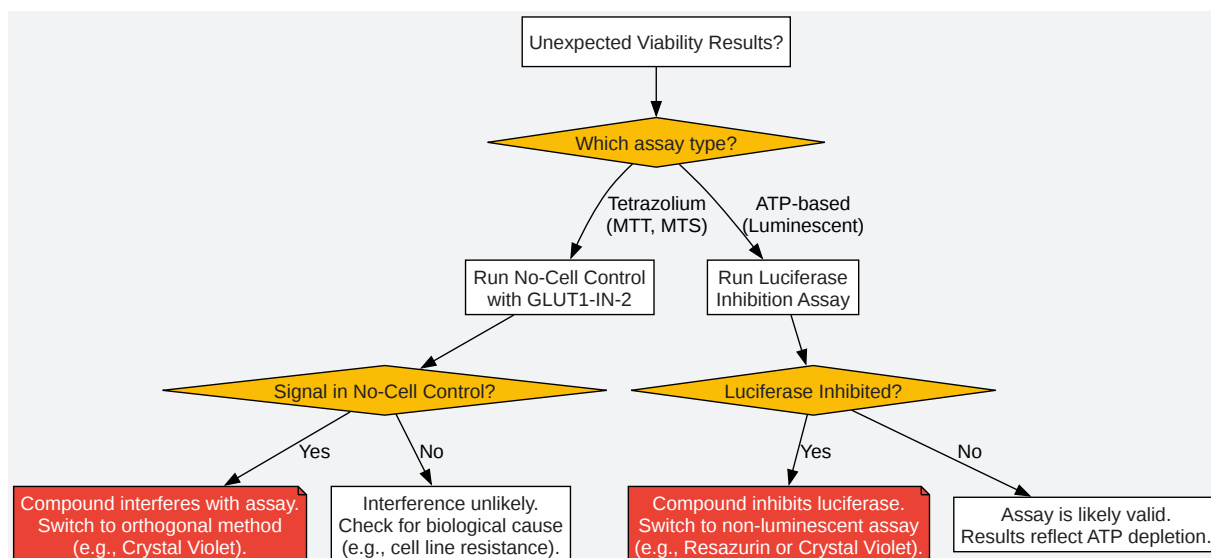 Unexpected Viability Results?
Which assay type?
Tetrazolium
(MTT, MTS)
ATP-based
(Luminescent)
Run No-Cell Control
with GLUT1-IN-2
Run Luciferase
Inhibition Assay
Signal in No-Cell Control?
Luciferase Inhibited?
Yes
No
Yes
No
Compound interferes with assay.
Switch to orthogonal method
(e.g., Crystal Violet).
Interference unlikely.
Check for biological cause
(e.g., cell line resistance).
Compound inhibits luciferase.
Switch to non-luminescent assay
(e.g., Resazurin or Crystal Violet).
Assay is likely valid.
Results reflect ATP depletion.